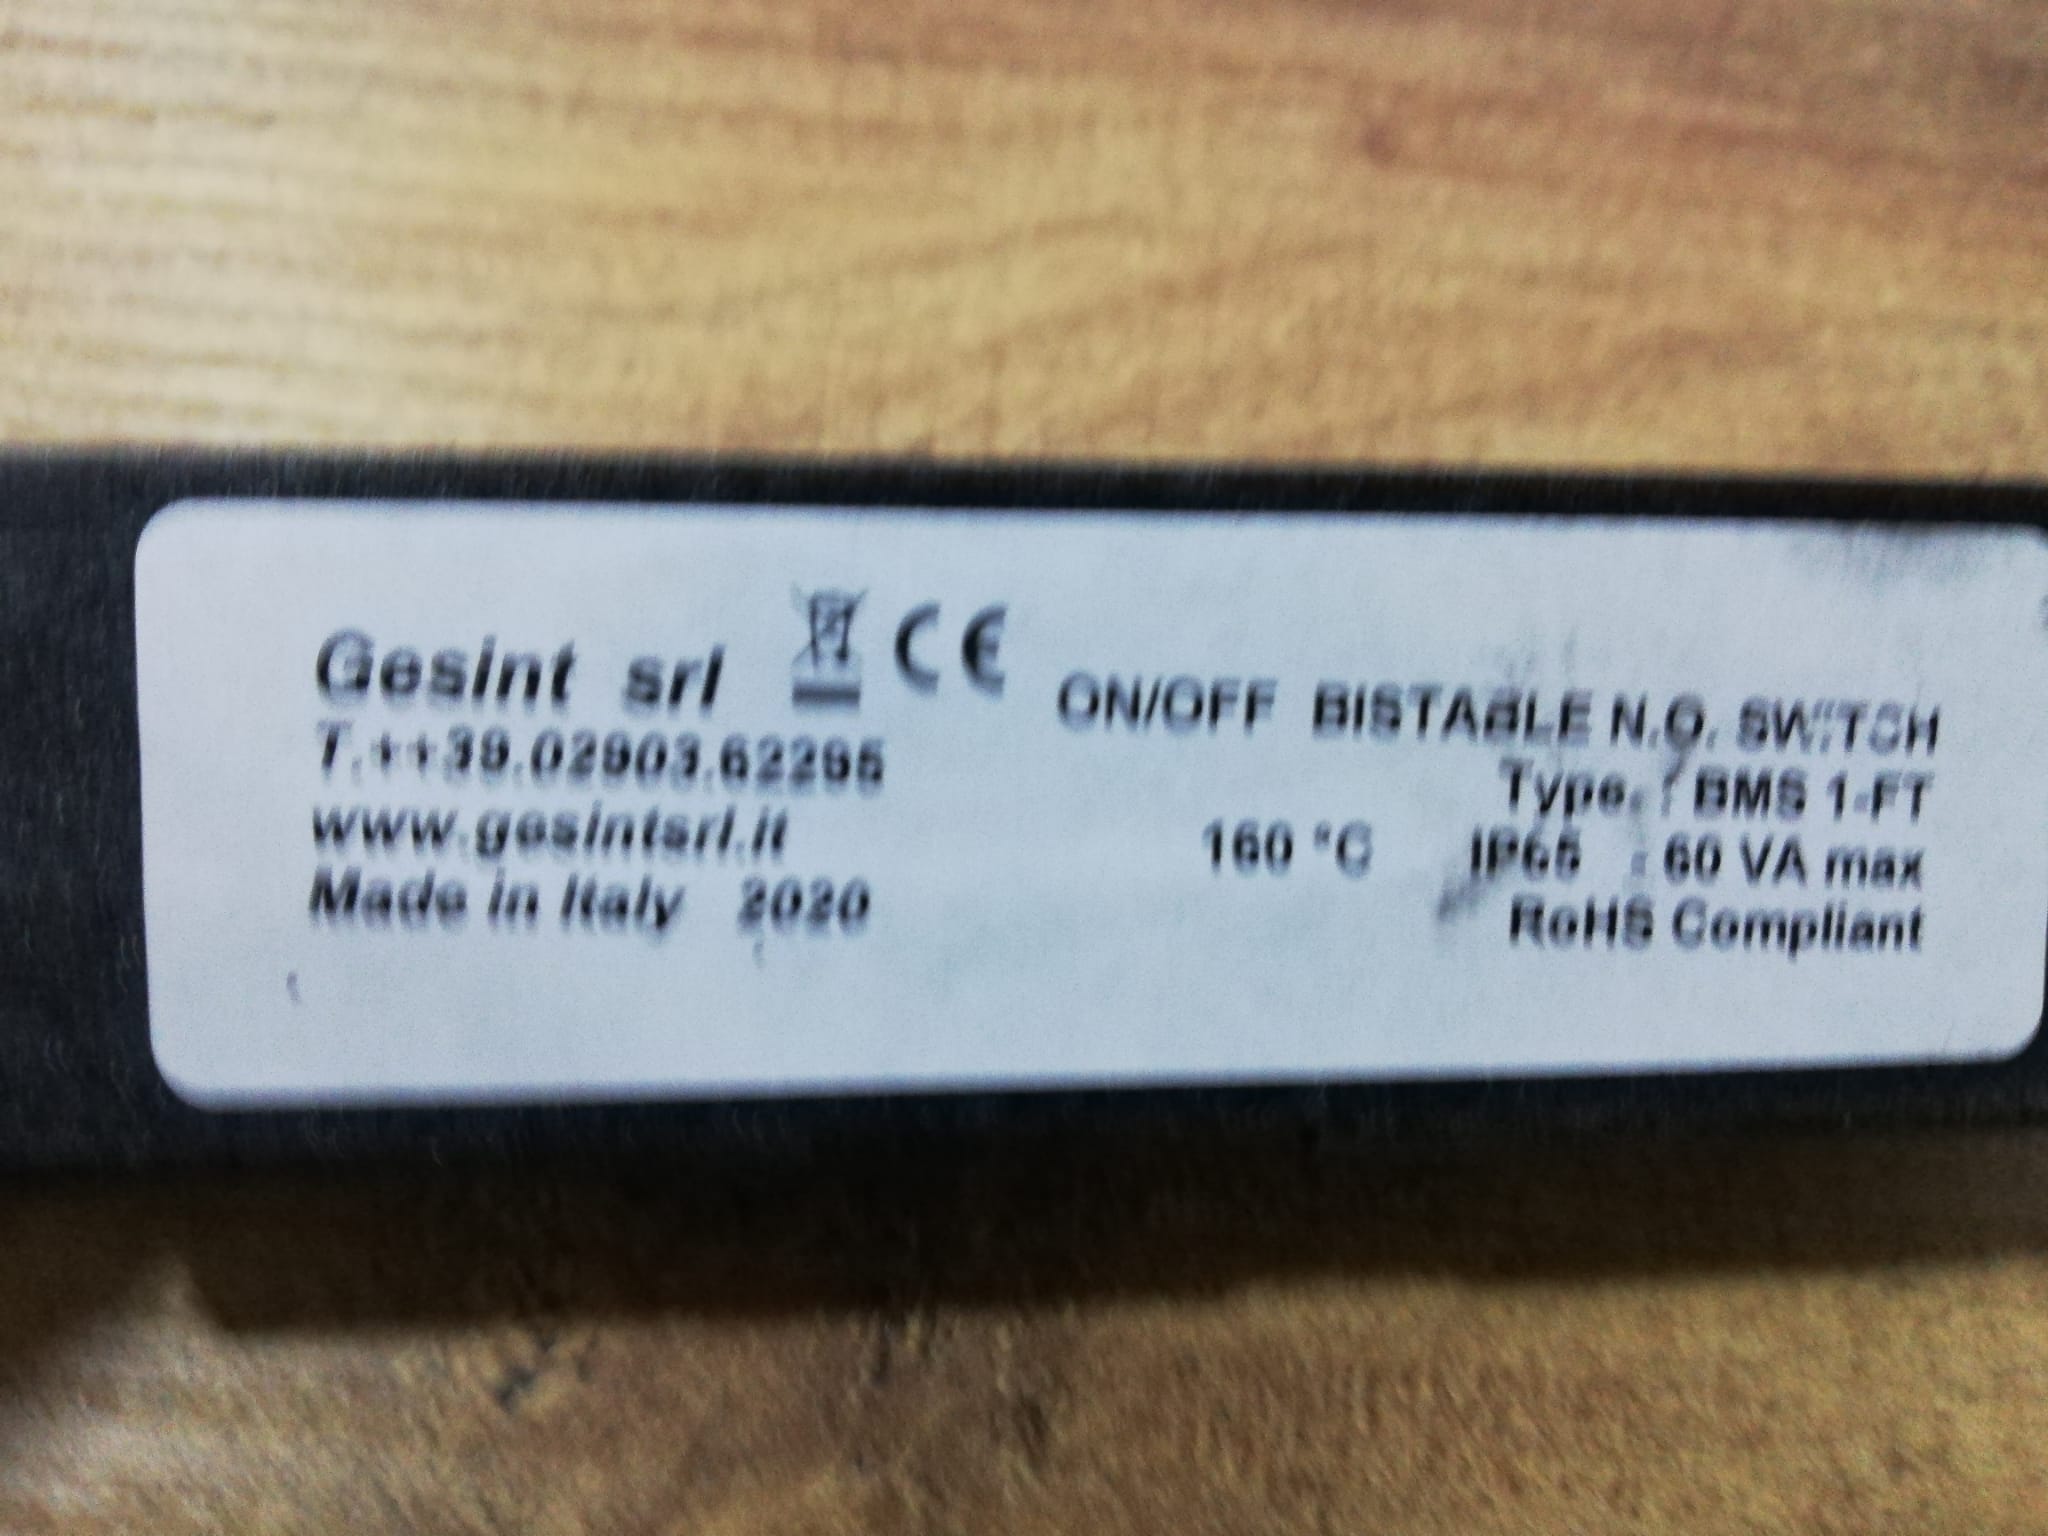 Gesint srl CE
T.++39.02903.62295
www.gesintsrl.it
Made in Italy 2020
ON/OFF BISTABLE N.O. SWITCH
Type. : BMS 1-FT
160 °C IP65 - 60 VA max
RoHS Compliant